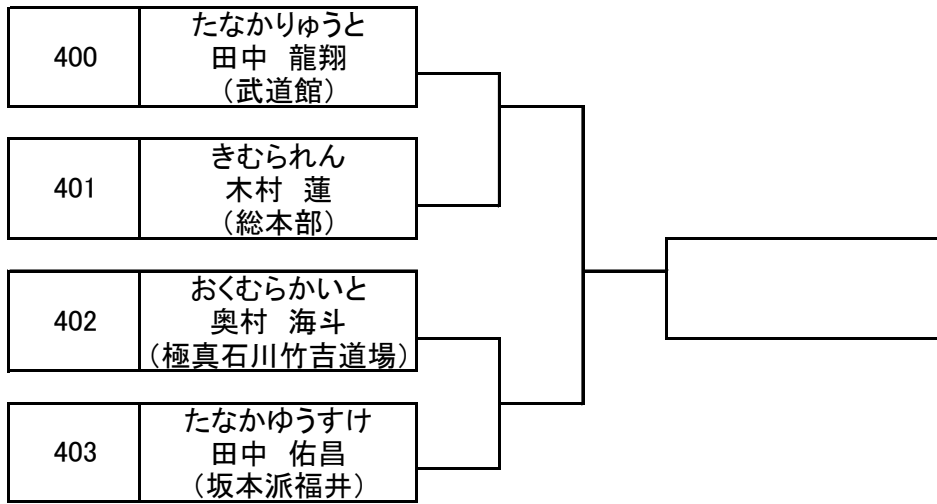 400
たなかりゅうと
田中 龍翔
(武道館)
401
きむられん
木村 蓮
(総本部)
402
おくむらかいと
奥村 海斗
(極真石川竹吉道場)
403
たなかゆうすけ
田中 佑昌
(坂本派福井)